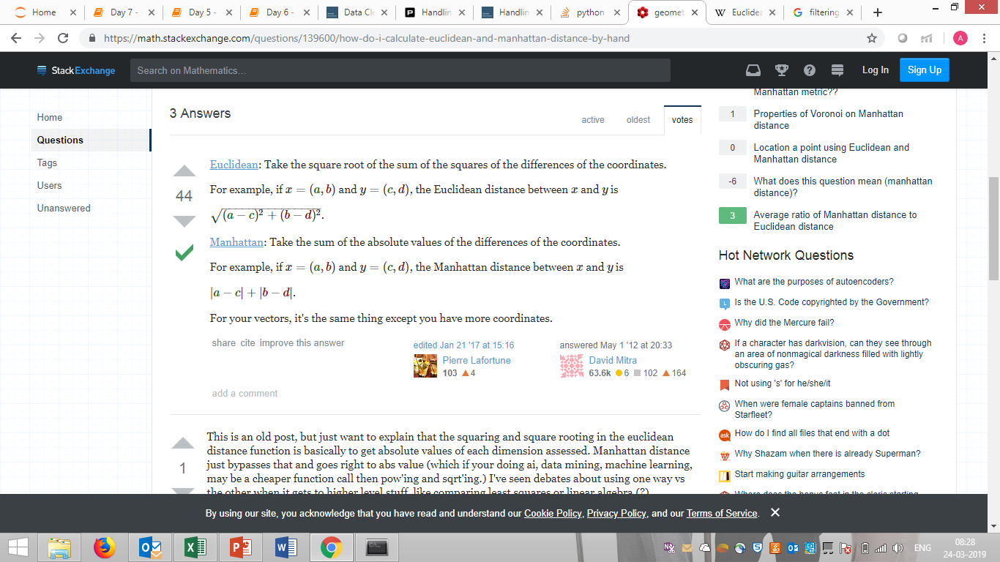 Home
Day 7 -
Day 5 -
Day 6 -
Data Cle
Handlin
Handlin
python
geomet
Euclidea
filtering
https://math.stackexchange.com/questions/139600/how-do-i-calculate-euclidean-and-manhattan-distance-by-hand
A
StackExchange
Search on Mathematics...
Log In
Sign Up
Home
Questions
Tags
Users
Unanswered
3 Answers
active
oldest
votes
44
Euclidean: Take the square root of the sum of the squares of the differences of the coordinates.
For example, if x = (a, b) and y = (c, d), the Euclidean distance between x and y is
√(a − c)² + (b − d)².
Manhattan: Take the sum of the absolute values of the differences of the coordinates.
For example, if x = (a, b) and y = (c, d), the Manhattan distance between x and y is
|a − c| + |b − d|.
For your vectors, it's the same thing except you have more coordinates.
share cite improve this answer
edited Jan 21 '17 at 15:16
Pierre Lafortune
103 ▲4
answered May 1 '12 at 20:33
David Mitra
63.6k ●6 ■102 ▲164
add a comment
1
This is an old post, but just want to explain that the squaring and square rooting in the euclidean
distance function is basically to get absolute values of each dimension assessed. Manhattan distance
just bypasses that and goes right to abs value (which if your doing ai, data mining, machine learning,
may be a cheaper function call then pow'ing and sqrt'ing.) I've seen debates about using one way vs
the other when it gets to higher level stuff, like comparing least squares or linear algebra (?)
Manhattan metric??
1 Properties of Voronoi on Manhattan
distance
0 Location a point using Euclidean and
Manhattan distance
-6 What does this question mean (manhattan
distance)?
3 Average ratio of Manhattan distance to
Euclidean distance
Hot Network Questions
What are the purposes of autoencoders?
Is the U.S. Code copyrighted by the Government?
Why did the Mercure fail?
If a character has darkvision, can they see through
an area of nonmagical darkness filled with lightly
obscuring gas?
Not using 's' for he/she/it
When were female captains banned from
Starfleet?
ask How do I find all files that end with a dot
Why Shazam when there is already Superman?
Start making guitar arrangements
By using our site, you acknowledge that you have read and understand our Cookie Policy, Privacy Policy, and our Terms of Service.
ENG
08:28
24-03-2019